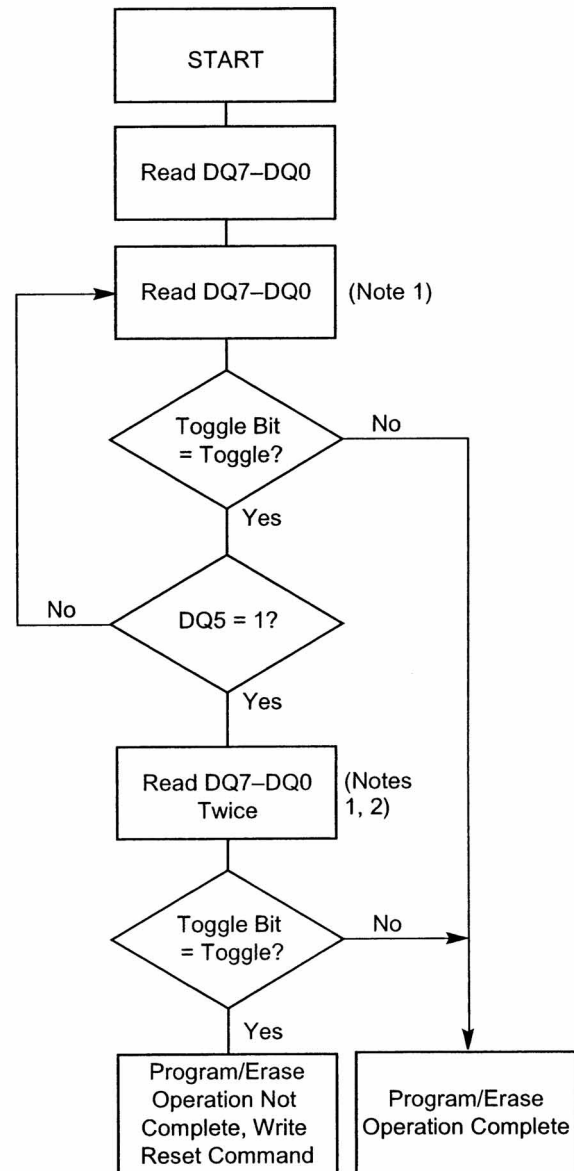 START
Read DQ7–DQ0
Read DQ7–DQ0
(Note 1)
Toggle Bit
= Toggle?
No
Yes
No
DQ5 = 1?
Yes
Read DQ7–DQ0
Twice
(Notes
1, 2)
Toggle Bit
= Toggle?
No
Yes
Program/Erase
Operation Not
Complete, Write
Reset Command
Program/Erase
Operation Complete